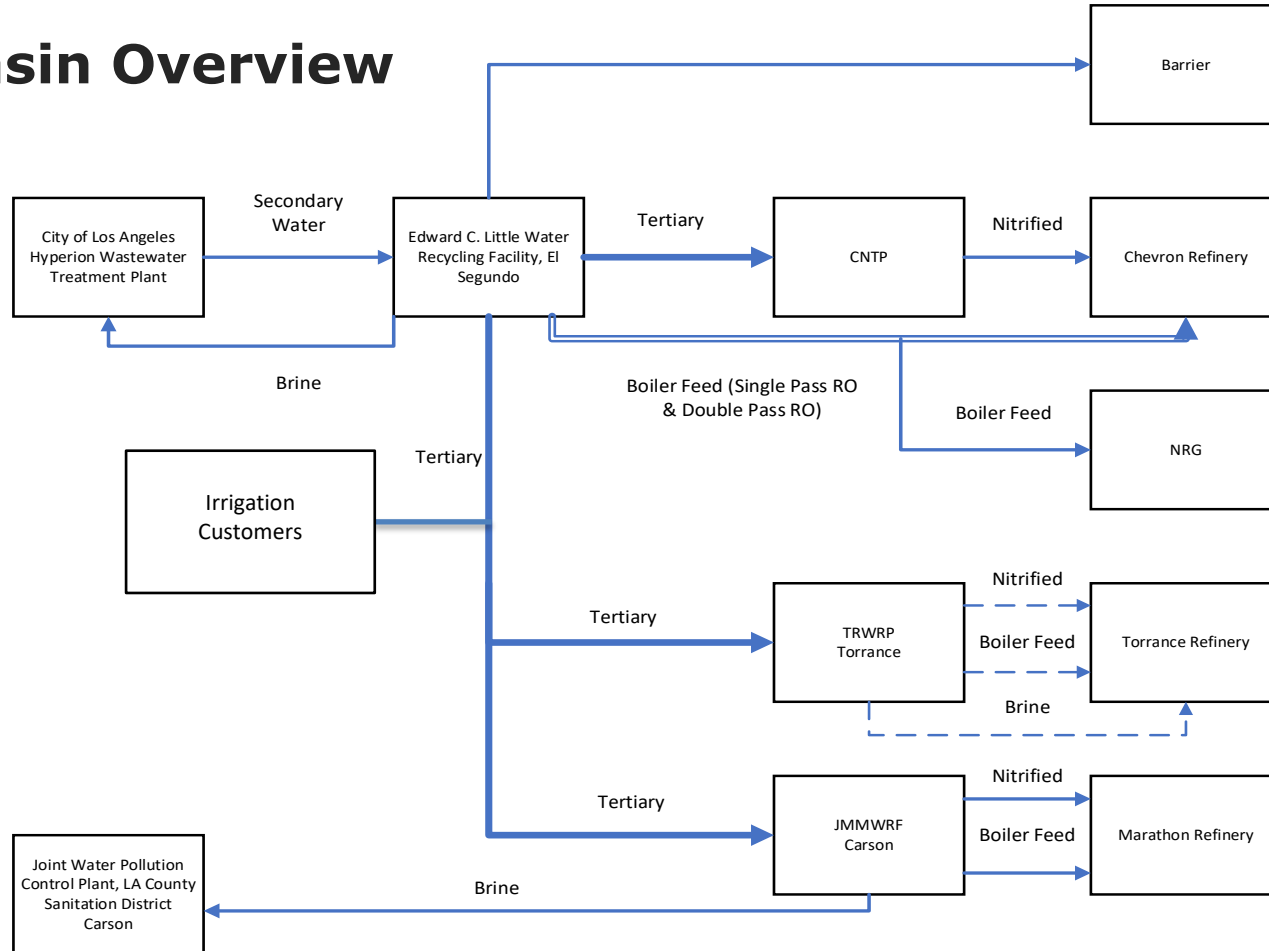 asin Overview
Barrier
Secondary
Water
City of Los Angeles
Hyperion Wastewater
Treatment Plant
Edward C. Little Water
Recycling Facility, El
Segundo
Tertiary
CNTP
Nitrified
Chevron Refinery
Brine
Boiler Feed (Single Pass RO
& Double Pass RO)
Boiler Feed
NRG
Tertiary
Irrigation
Customers
Tertiary
TRWRP
Torrance
Nitrified
Boiler Feed
Brine
Torrance Refinery
Tertiary
JMMWRF
Carson
Nitrified
Boiler Feed
Marathon Refinery
Joint Water Pollution
Control Plant, LA County
Sanitation District
Carson
Brine